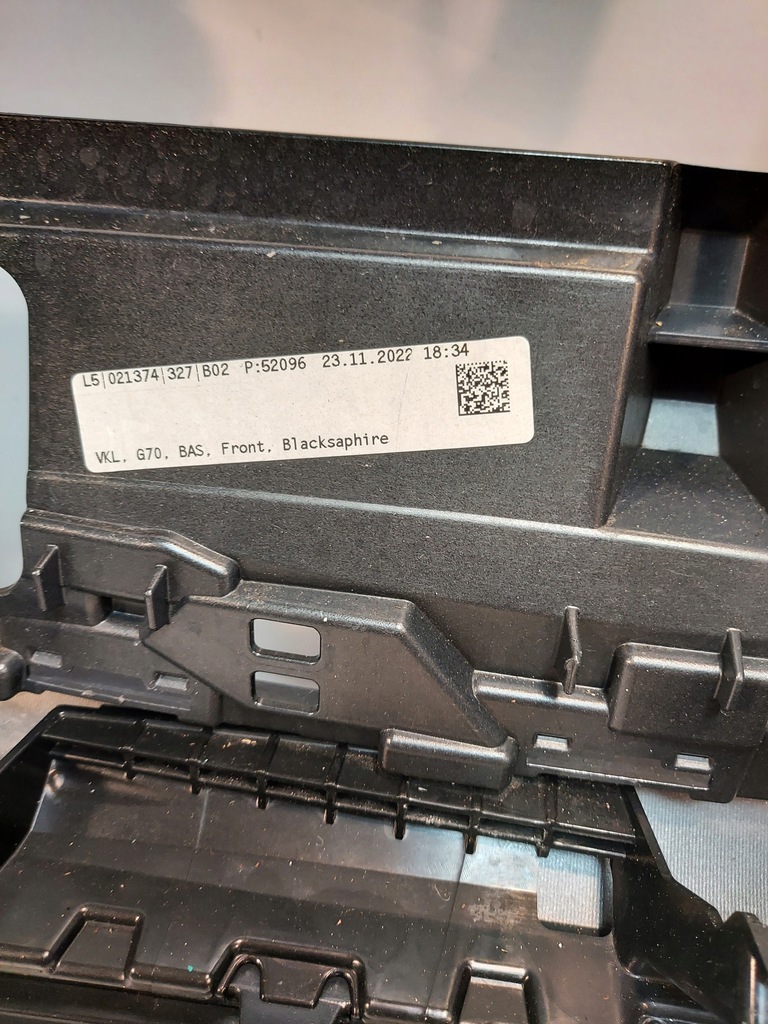 L5|021374|327|B02 P:52096 23.11.2022 18:34
VKL, G70, BAS, Front, Blacksaphire